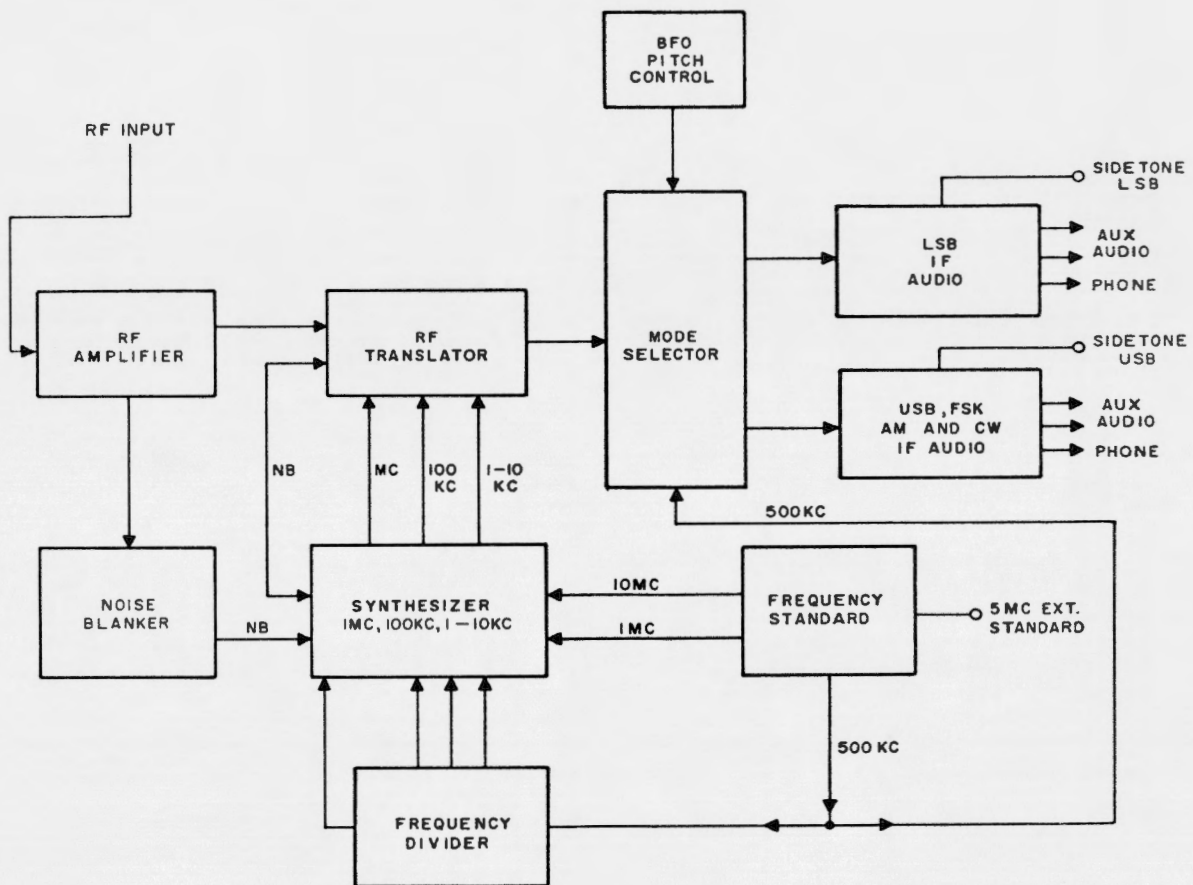 BFO
PITCH
CONTROL
RF INPUT
SIDETONE
LSB
LSB
IF
AUDIO
AUX
AUDIO
PHONE
RF
AMPLIFIER
RF
TRANSLATOR
MODE
SELECTOR
SIDETONE
USB
USB, FSK
AM AND CW
IF AUDIO
AUX
AUDIO
PHONE
NB
MC
100
KC
1-10
KC
500KC
NOISE
BLANKER
NB
SYNTHESIZER
1MC, 100KC, 1-10KC
10MC
1MC
FREQUENCY
STANDARD
5MC EXT.
STANDARD
500KC
FREQUENCY
DIVIDER